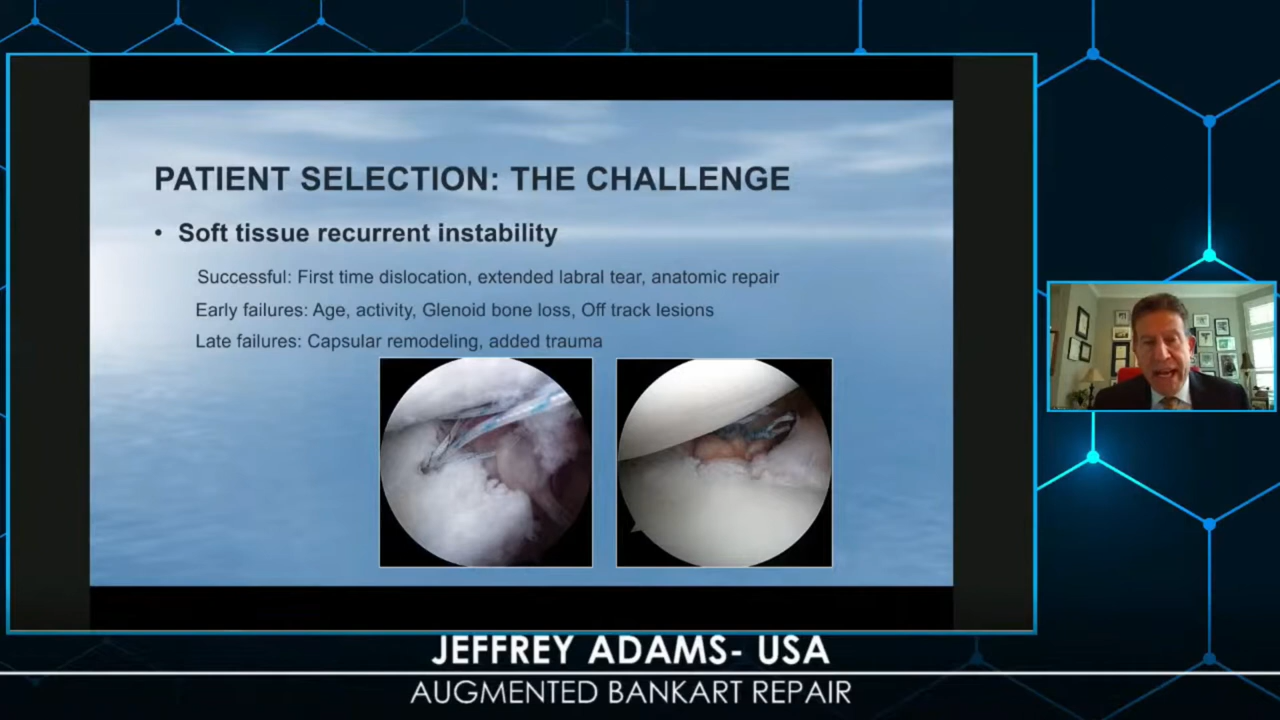 PATIENT SELECTION: THE CHALLENGE
• Soft tissue recurrent instability
Successful: First time dislocation, extended labral tear, anatomic repair
Early failures: Age, activity, Glenoid bone loss, Off track lesions
Late failures: Capsular remodeling, added trauma
JEFFREY ADAMS- USA
AUGMENTED BANKART REPAIR